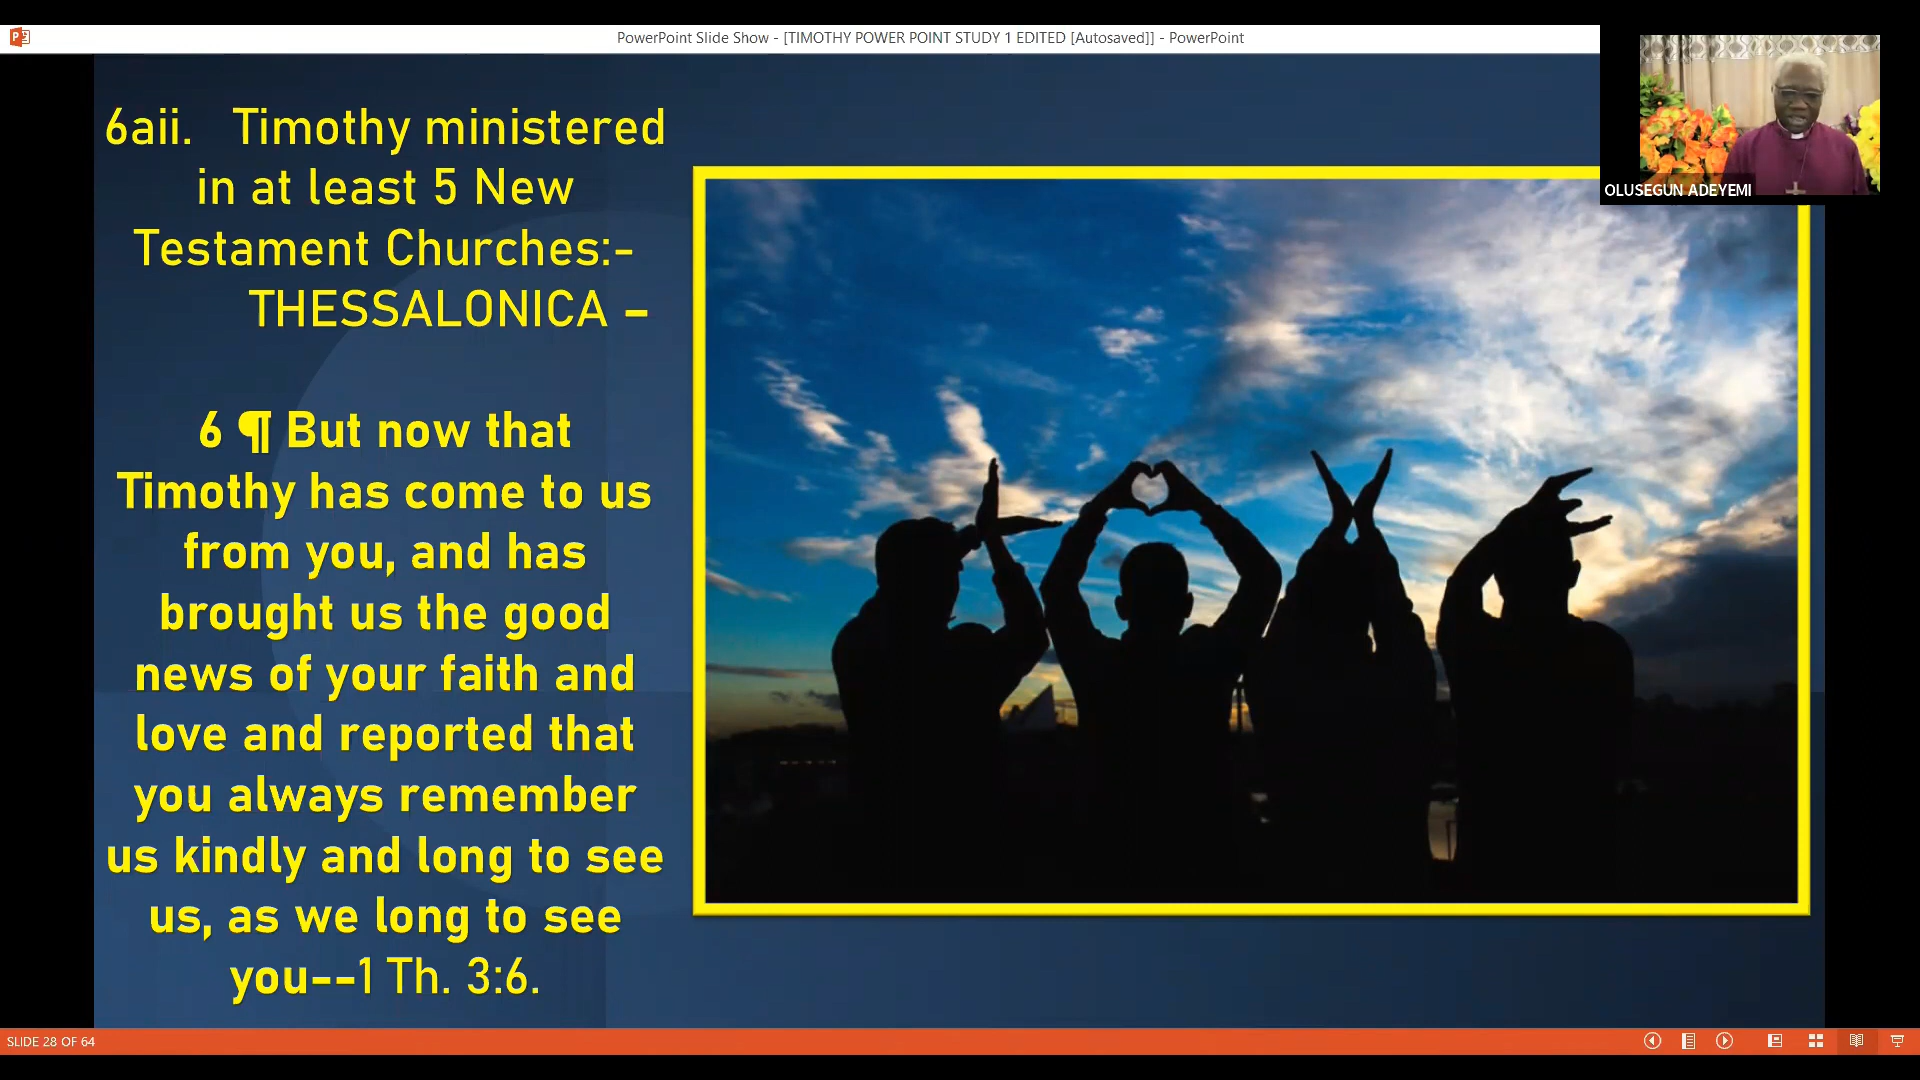 PowerPoint Slide Show - [TIMOTHY POWER POINT STUDY 1 EDITED [Autosaved]] - PowerPoint
OLUSEGUN ADEYEMI
6aii. Timothy ministered
in at least 5 New
Testament Churches:-
THESSALONICA –
6 ¶ But now that
Timothy has come to us
from you, and has
brought us the good
news of your faith and
love and reported that
you always remember
us kindly and long to see
us, as we long to see
you--1 Th. 3:6.
SLIDE 28 OF 64